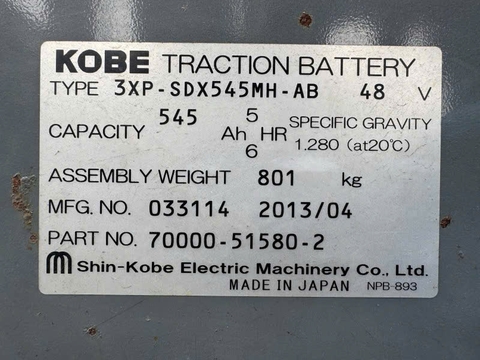 KOBE TRACTION BATTERY
TYPE 3XP-SDX545MH-AB 48 V
CAPACITY 545 Ah 5 HR SPECIFIC GRAVITY
6 1.280 (at20℃)
ASSEMBLY WEIGHT 801 kg
MFG. NO. 033114 2013/04
PART NO. 70000-51580-2
Shin-Kobe Electric Machinery Co., Ltd.
MADE IN JAPAN NPB-893